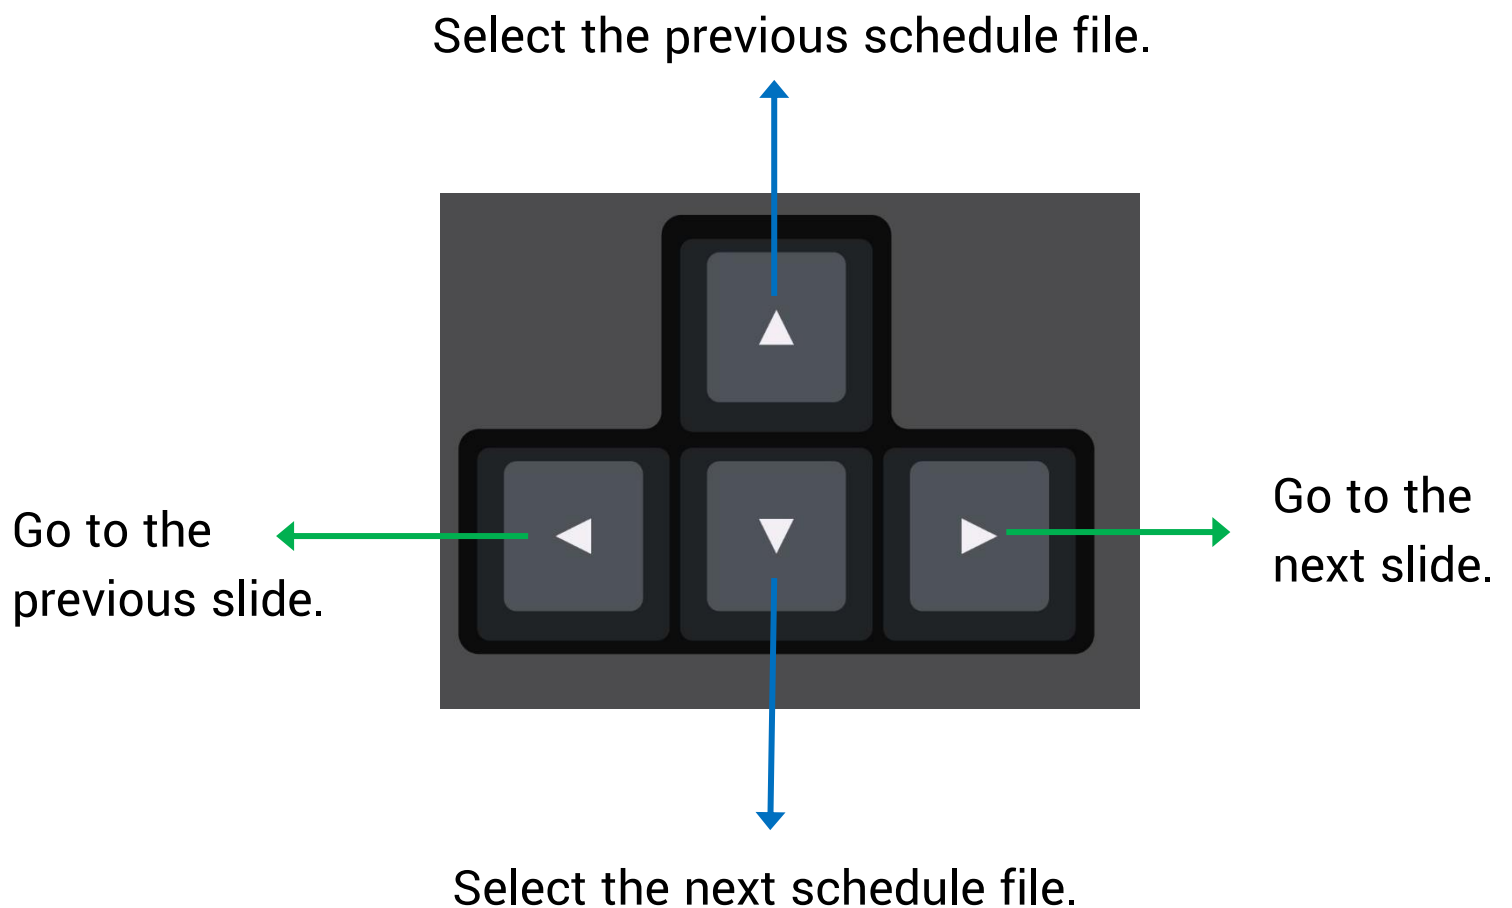 Select the previous schedule file.
Go to the
previous slide.
Go to the
next slide.
Select the next schedule file.